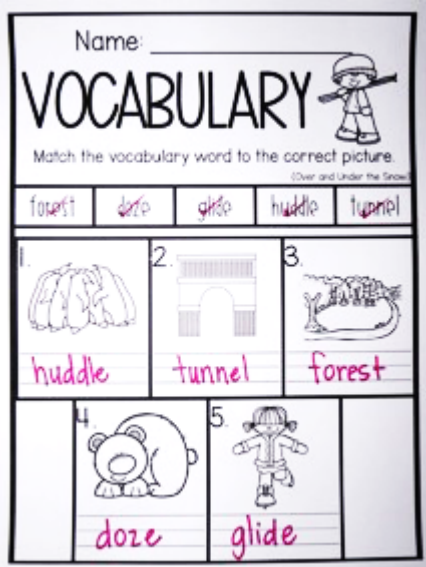 Name:
VOCABULARY
Match the vocabulary word to the correct picture.
(Over and Under the Snow)
forest doze glide huddle tunnel
1. 2. 3.
huddle tunnel forest
4. 5.
doze glide